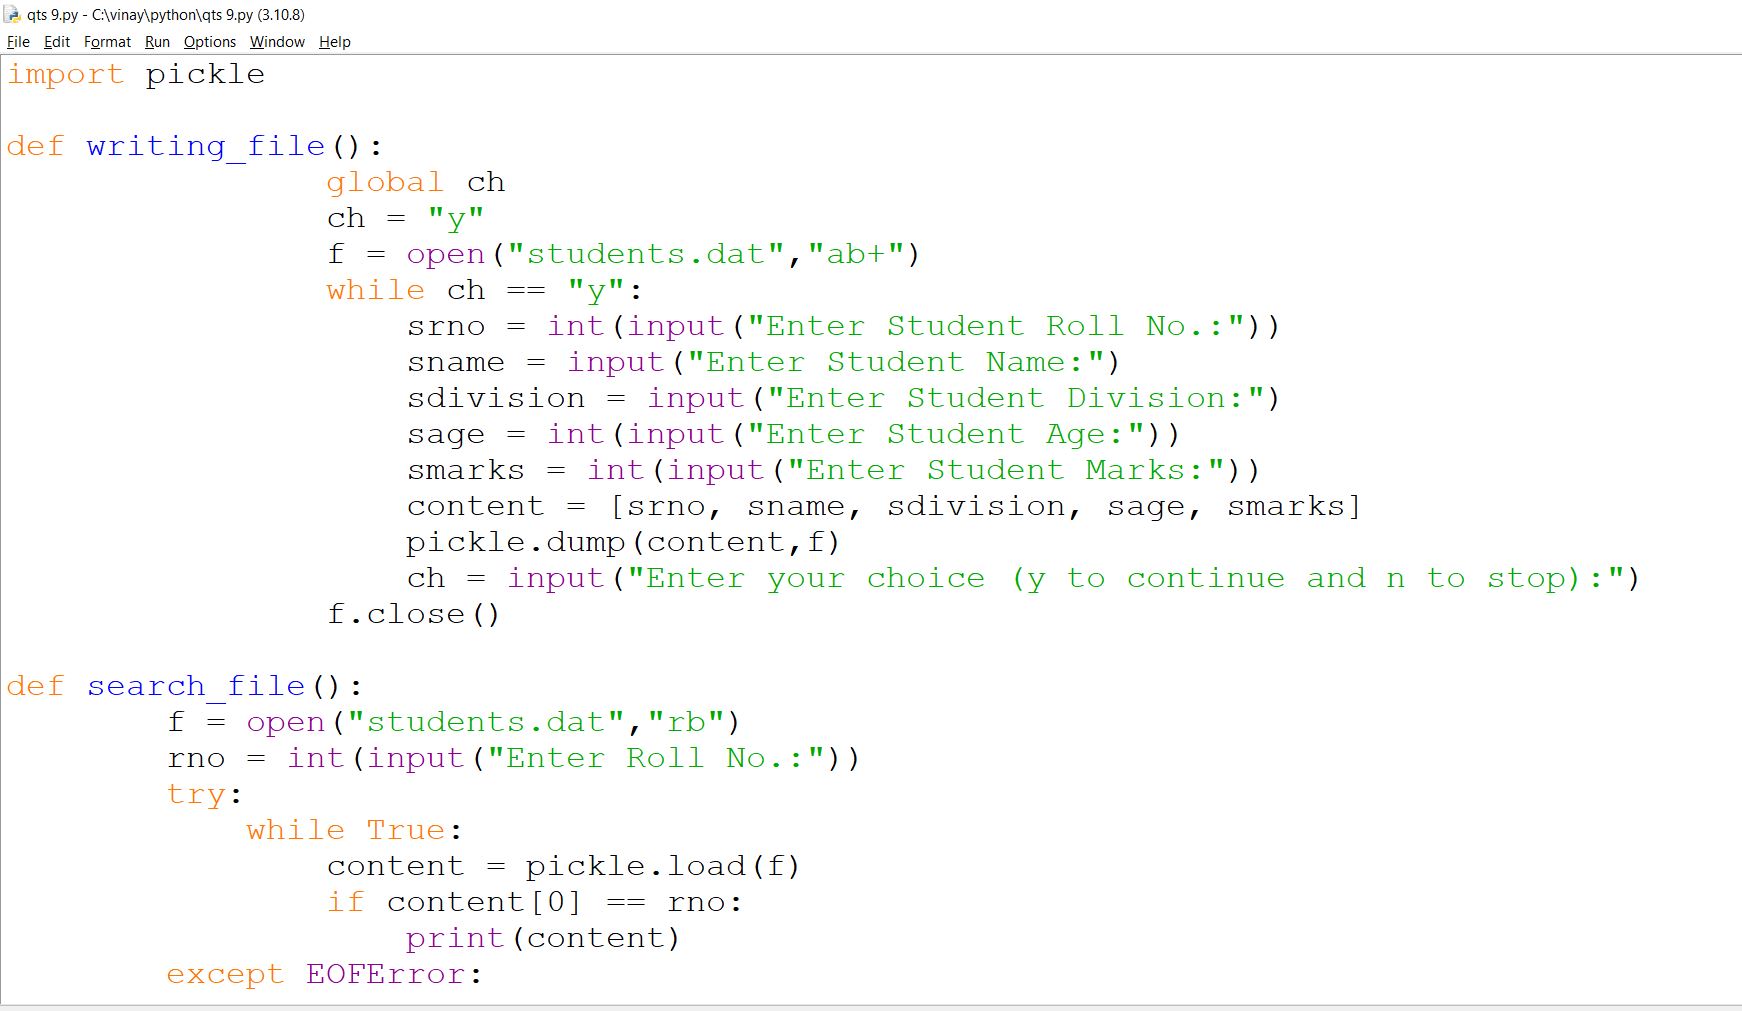 qts 9.py - C:\vinay\python\qts 9.py (3.10.8)
File Edit Format Run Options Window Help
import pickle
def writing_file():
global ch
ch = "y"
f = open("students.dat","ab+")
while ch == "y":
srno = int(input("Enter Student Roll No.:"))
sname = input("Enter Student Name:")
sdivision = input("Enter Student Division:")
sage = int(input("Enter Student Age:"))
smarks = int(input("Enter Student Marks:"))
content = [srno, sname, sdivision, sage, smarks]
pickle.dump(content,f)
ch = input("Enter your choice (y to continue and n to stop):")
f.close()
def search_file():
f = open("students.dat","rb")
rno = int(input("Enter Roll No.:"))
try:
while True:
content = pickle.load(f)
if content[0] == rno:
print(content)
except EOFError: